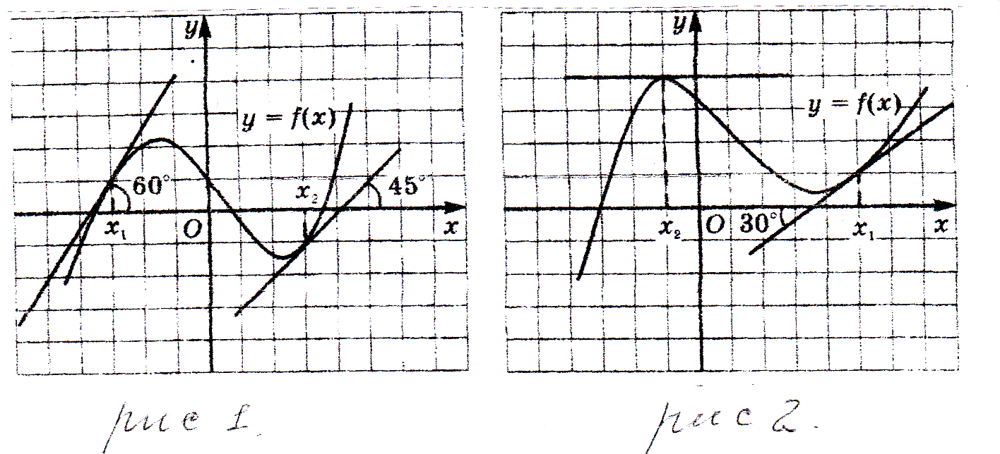 y
y = f(x)
60°
x₂
45°
x₁
O
x
рис 1.
y
y = f(x)
x₂
O
30°
x₁
x
рис 2.